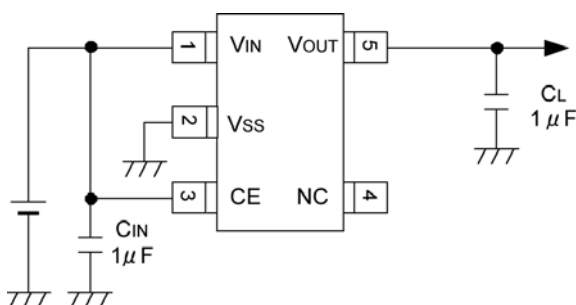 1 VIN VOUT 5
2 VSS
3 CE NC 4
CIN
1μF
CL
1μF